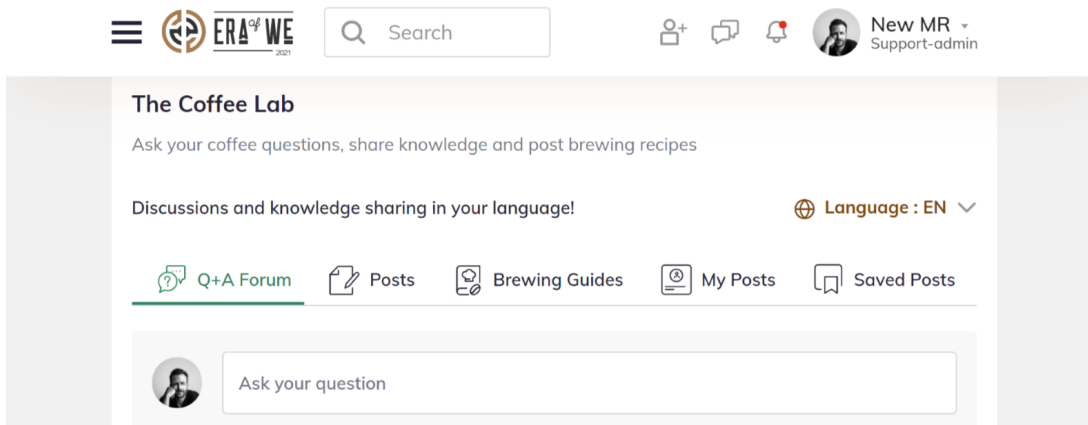 ERA of WE
2021
Search
New MR
Support-admin
The Coffee Lab
Ask your coffee questions, share knowledge and post brewing recipes
Discussions and knowledge sharing in your language!
Language : EN
Q+A Forum
Posts
Brewing Guides
My Posts
Saved Posts
Ask your question